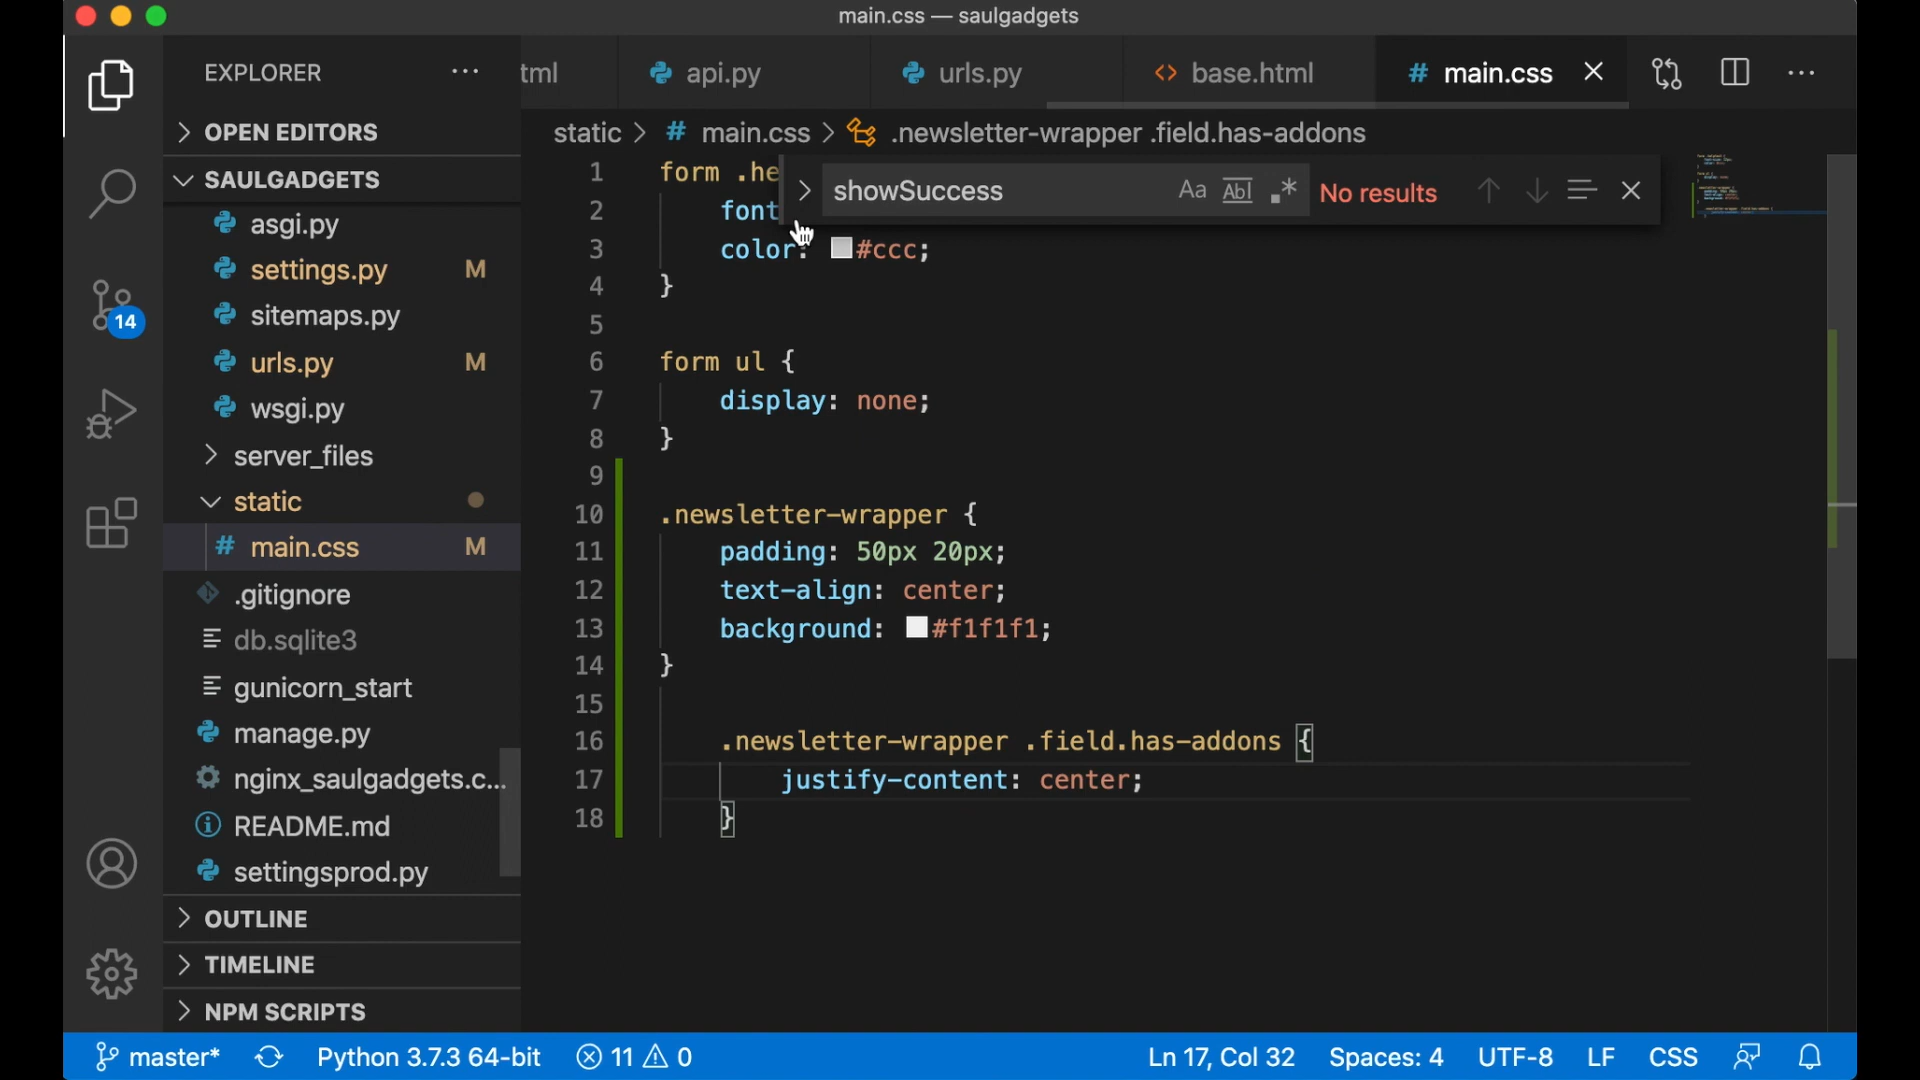 main.css — saulgadgets
EXPLORER
tml
api.py
urls.py
base.html
main.css
OPEN EDITORS
SAULGADGETS
asgi.py
settings.py M
sitemaps.py
urls.py M
wsgi.py
server_files
static
main.css M
.gitignore
db.sqlite3
gunicorn_start
manage.py
nginx_saulgadgets.c...
README.md
settingsprod.py
OUTLINE
TIMELINE
NPM SCRIPTS
14
static > # main.css > .newsletter-wrapper .field.has-addons
showSuccess Aa Abl .* No results
1 form .he
2 font
3 color: #ccc;
4 }
5
6 form ul {
7 display: none;
8 }
9
10 .newsletter-wrapper {
11 padding: 50px 20px;
12 text-align: center;
13 background: #f1f1f1;
14 }
15
16 .newsletter-wrapper .field.has-addons {
17 justify-content: center;
18 }
master* Python 3.7.3 64-bit 11 0 Ln 17, Col 32 Spaces: 4 UTF-8 LF CSS